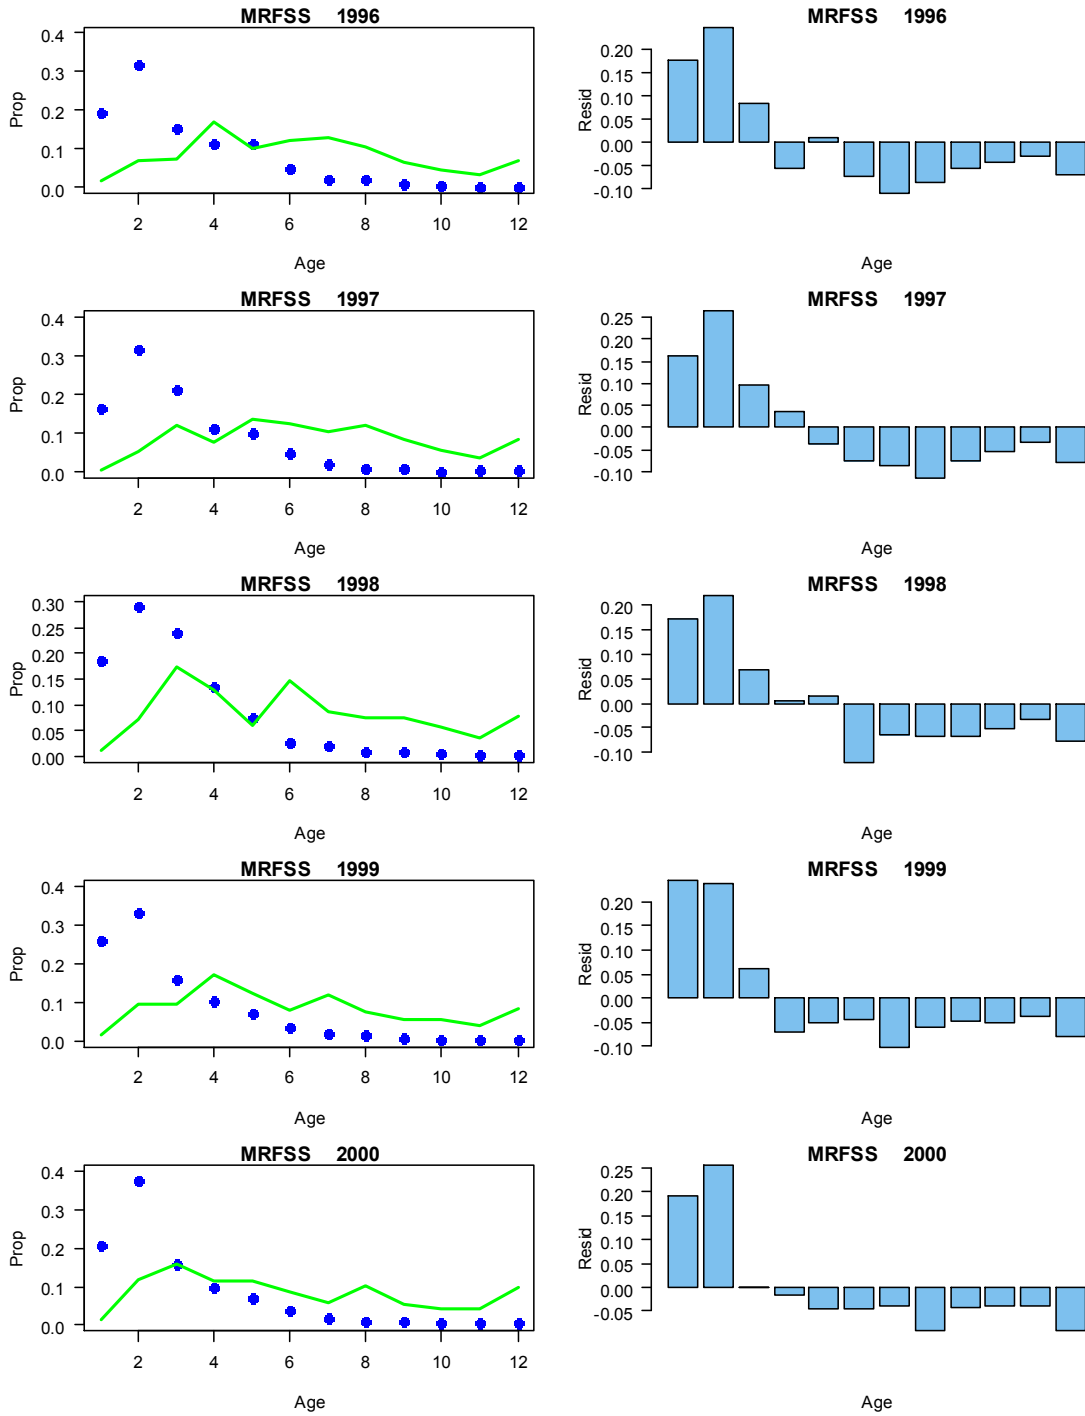 MRFSS 1996
Prop
0.4
0.3
0.2
0.1
0.0
2 4 6 8 10 12
Age
MRFSS 1996
Resid
0.20
0.15
0.10
0.05
0.00
-0.05
-0.10
Age
MRFSS 1997
Prop
0.4
0.3
0.2
0.1
0.0
2 4 6 8 10 12
Age
MRFSS 1997
Resid
0.25
0.20
0.15
0.10
0.05
0.00
-0.05
-0.10
Age
MRFSS 1998
Prop
0.30
0.25
0.20
0.15
0.10
0.05
0.00
2 4 6 8 10 12
Age
MRFSS 1998
Resid
0.20
0.15
0.10
0.05
0.00
-0.05
-0.10
Age
MRFSS 1999
Prop
0.4
0.3
0.2
0.1
0.0
2 4 6 8 10 12
Age
MRFSS 1999
Resid
0.20
0.15
0.10
0.05
0.00
-0.05
-0.10
Age
MRFSS 2000
Prop
0.4
0.3
0.2
0.1
0.0
2 4 6 8 10 12
Age
MRFSS 2000
Resid
0.25
0.20
0.15
0.10
0.05
0.00
-0.05
Age